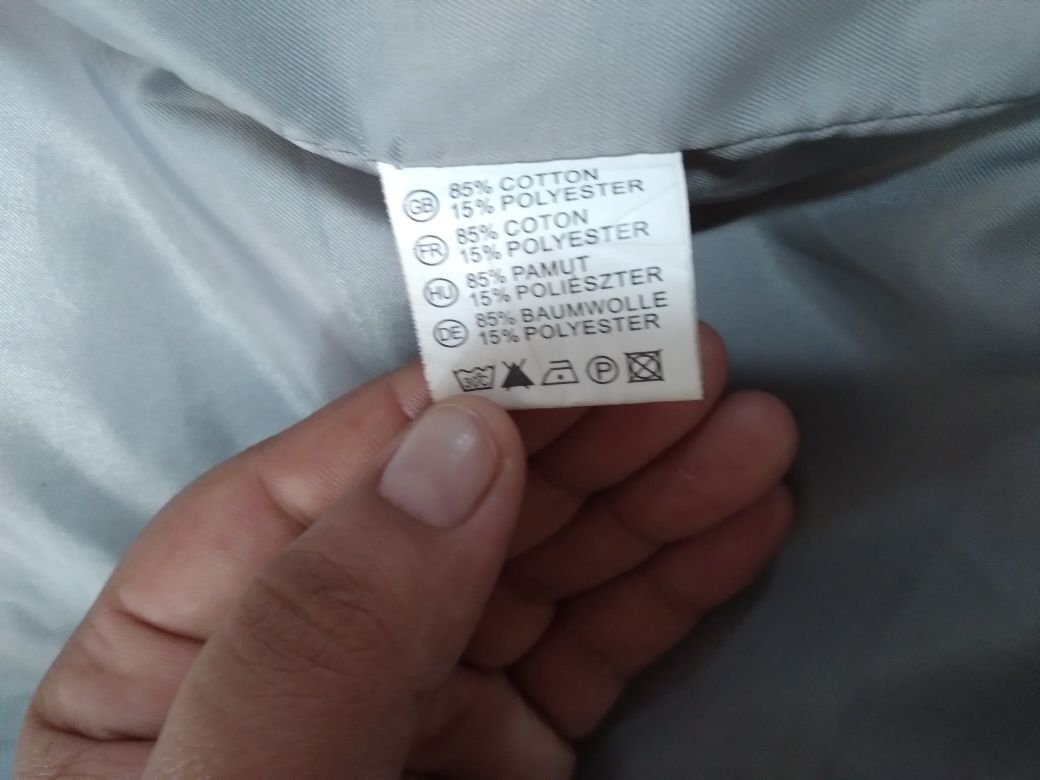 GB 85% COTTON
15% POLYESTER
FR 85% COTON
15% POLYESTER
HU 85% PAMUT
15% POLIÉSZTER
DE 85% BAUMWOLLE
15% POLYESTER
30°C P